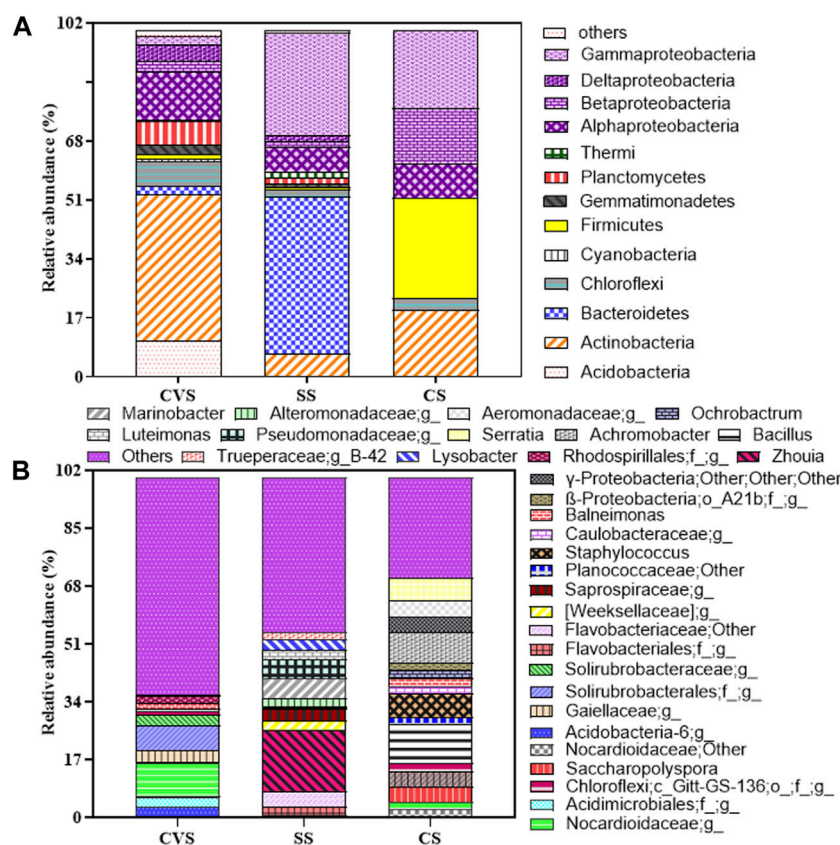 A
102
68
51
34
17
0
Relative abundance (%)
CVS
SS
CS
others
Gammaproteobacteria
Deltaproteobacteria
Betaproteobacteria
Alphaproteobacteria
Thermi
Planctomycetes
Gemmatimonadetes
Firmicutes
Cyanobacteria
Chloroflexi
Bacteroidetes
Actinobacteria
Acidobacteria
Marinobacter Alteromonadaceae;g_ Aeromonadaceae;g_ Ochrobactrum
Luteimonas Pseudomonadaceae;g_ Serratia Achromobacter Bacillus
Others Trueperaceae;g_B-42 Lysobacter Rhodospirillales;f_;g_ Zhouia
B
102
85
68
51
34
17
0
Relative abundance (%)
CVS
SS
CS
γ-Proteobacteria;Other;Other;Other
ß-Proteobacteria;o_A21b;f_;g_
Balneimonas
Caulobacteraceae;g_
Staphylococcus
Planococcaceae;Other
Saprospiraceae;g_
[Weeksellaceae];g_
Flavobacteriaceae;Other
Flavobacteriales;f_;g_
Solirubrobacteraceae;g_
Solirubrobacterales;f_;g_
Gaiellaceae;g_
Acidobacteria-6;g_
Nocardioidaceae;Other
Saccharopolyspora
Chloroflexi;c_Gitt-GS-136;o_;f_;g_
Acidimicrobiales;f_;g_
Nocardioidaceae;g_